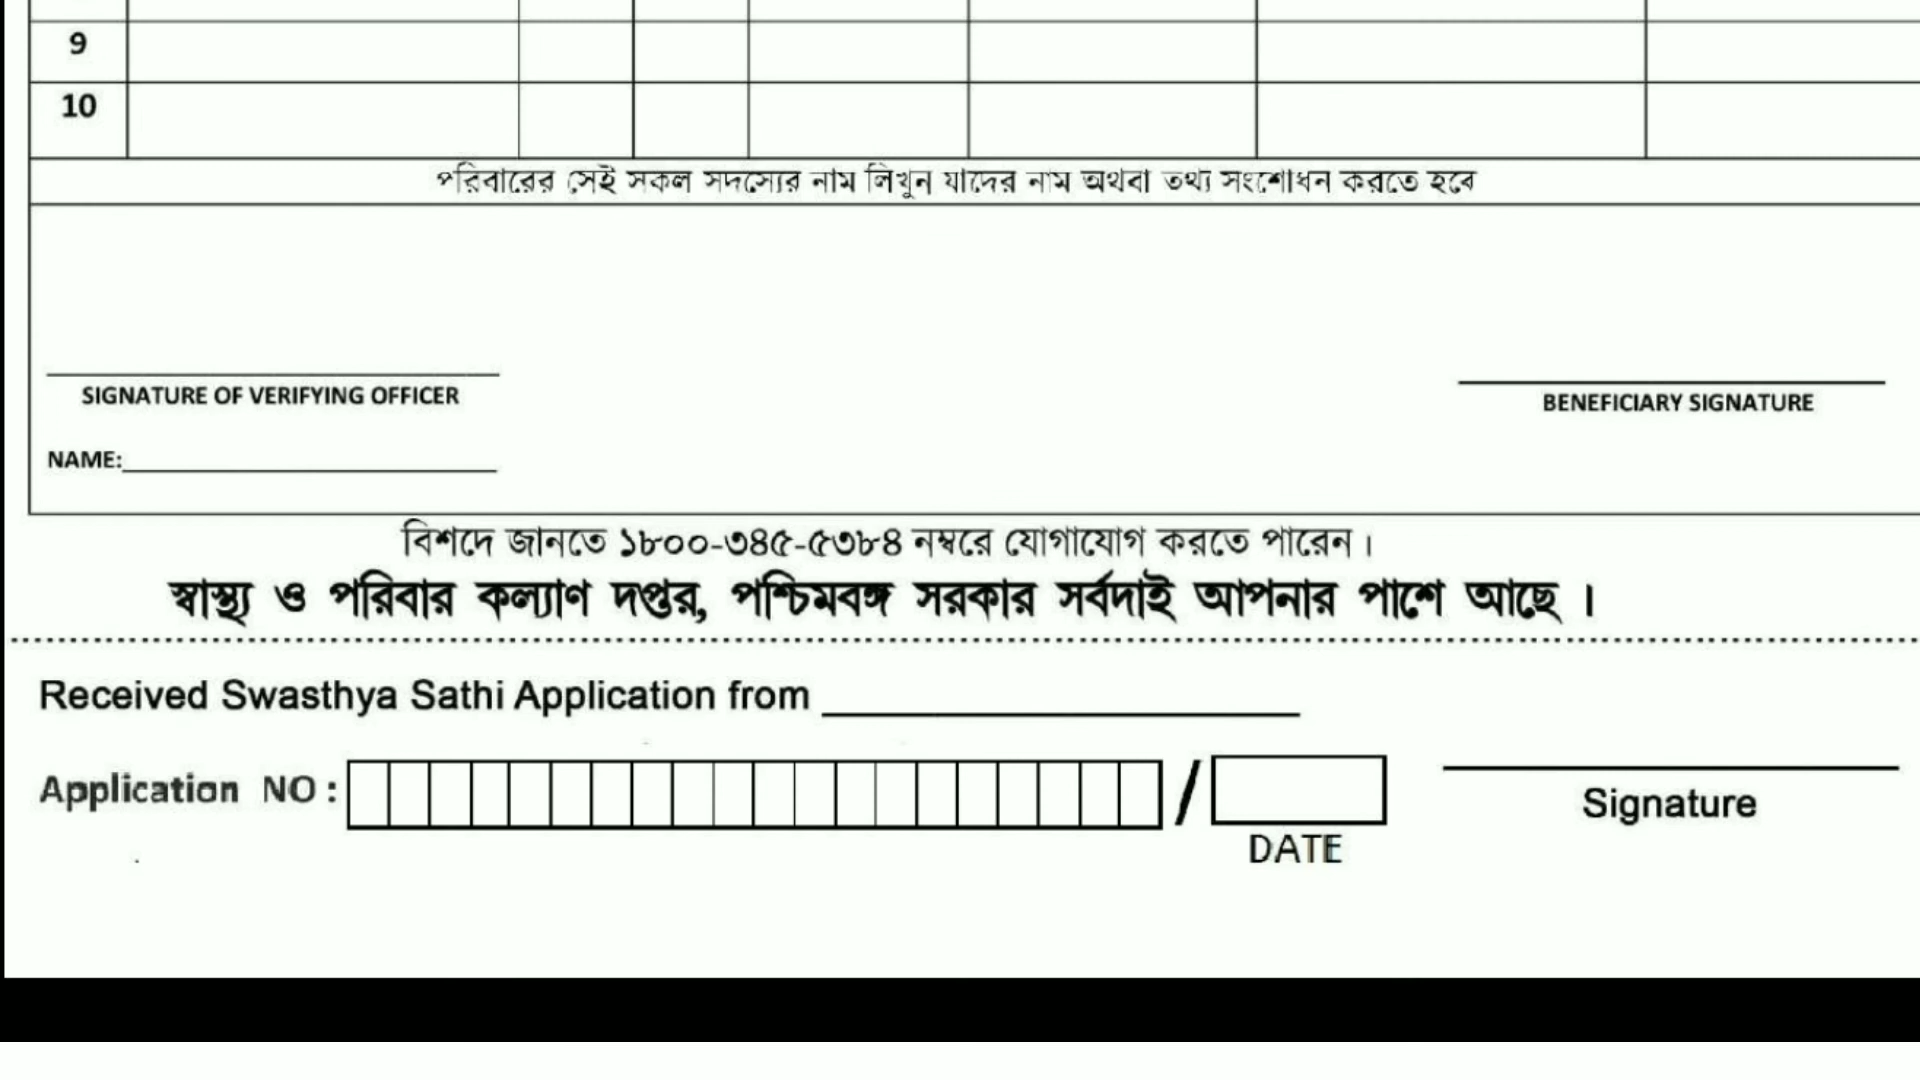 9
10
পরিবারের সেই সকল সদস্যের নাম লিখুন যাদের নাম অথবা তথ্য সংশোধন করতে হবে
SIGNATURE OF VERIFYING OFFICER
BENEFICIARY SIGNATURE
NAME:
বিশদে জানতে ১৮০০-৩৪৫-৫৩৮৪ নম্বরে যোগাযোগ করতে পারেন।
স্বাস্থ্য ও পরিবার কল্যাণ দপ্তর, পশ্চিমবঙ্গ সরকার সর্বদাই আপনার পাশে আছে ।
Received Swasthya Sathi Application from
Application NO : /
Signature
DATE